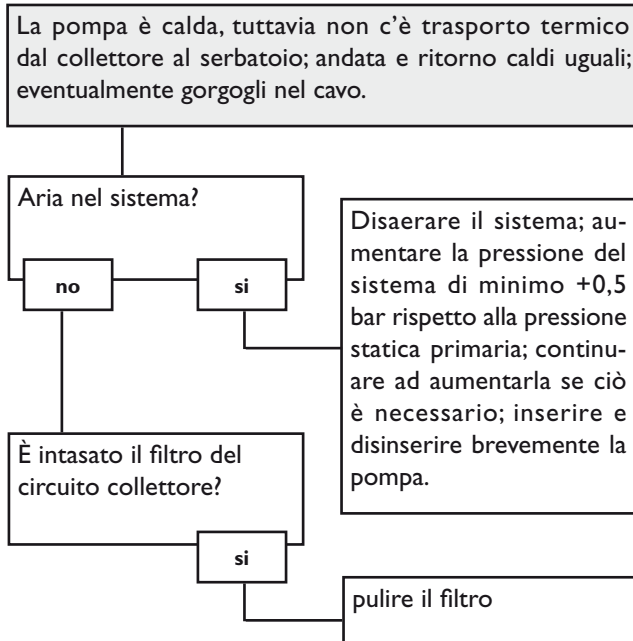 La pompa è calda, tuttavia non c’è trasporto termico
dal collettore al serbatoio; andata e ritorno caldi uguali;
eventualmente gorgogli nel cavo.
Aria nel sistema?
no
si
Disaerare il sistema; au-
mentare la pressione del
sistema di minimo +0,5
bar rispetto alla pressione
statica primaria; continu-
are ad aumentarla se ciò
è necessario; inserire e
disinserire brevemente la
pompa.
È intasato il filtro del
circuito collettore?
si
pulire il filtro